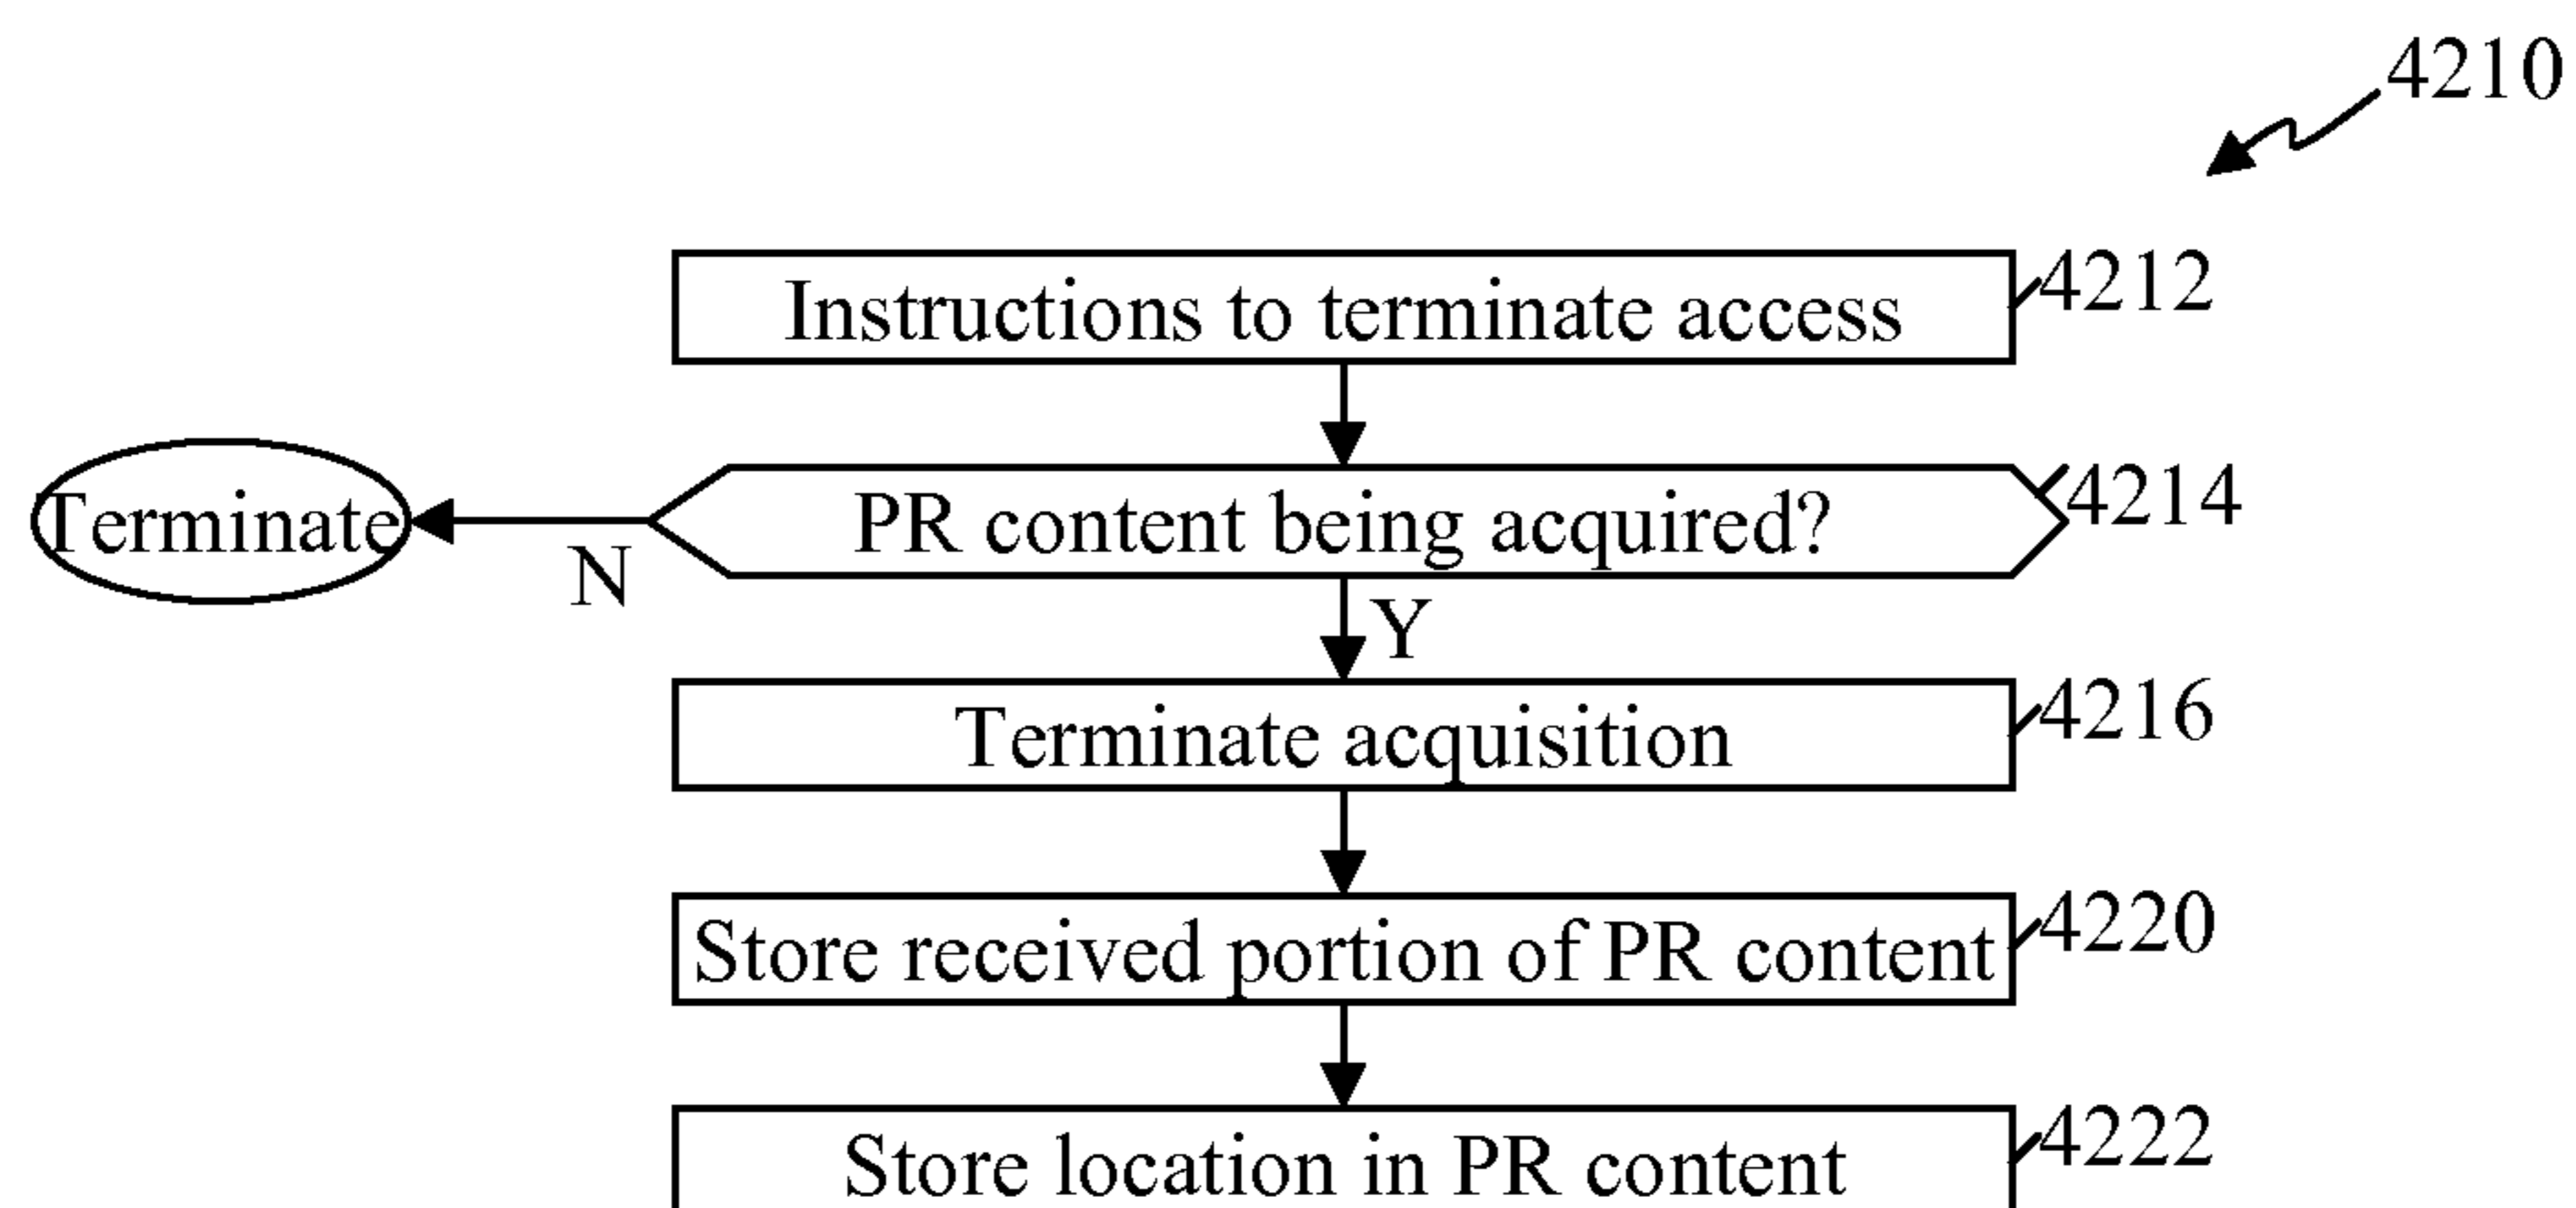 4210
Instructions to terminate access
4212
PR content being acquired?
4214
Terminate
N
Y
Terminate acquisition
4216
Store received portion of PR content
4220
Store location in PR content
4222